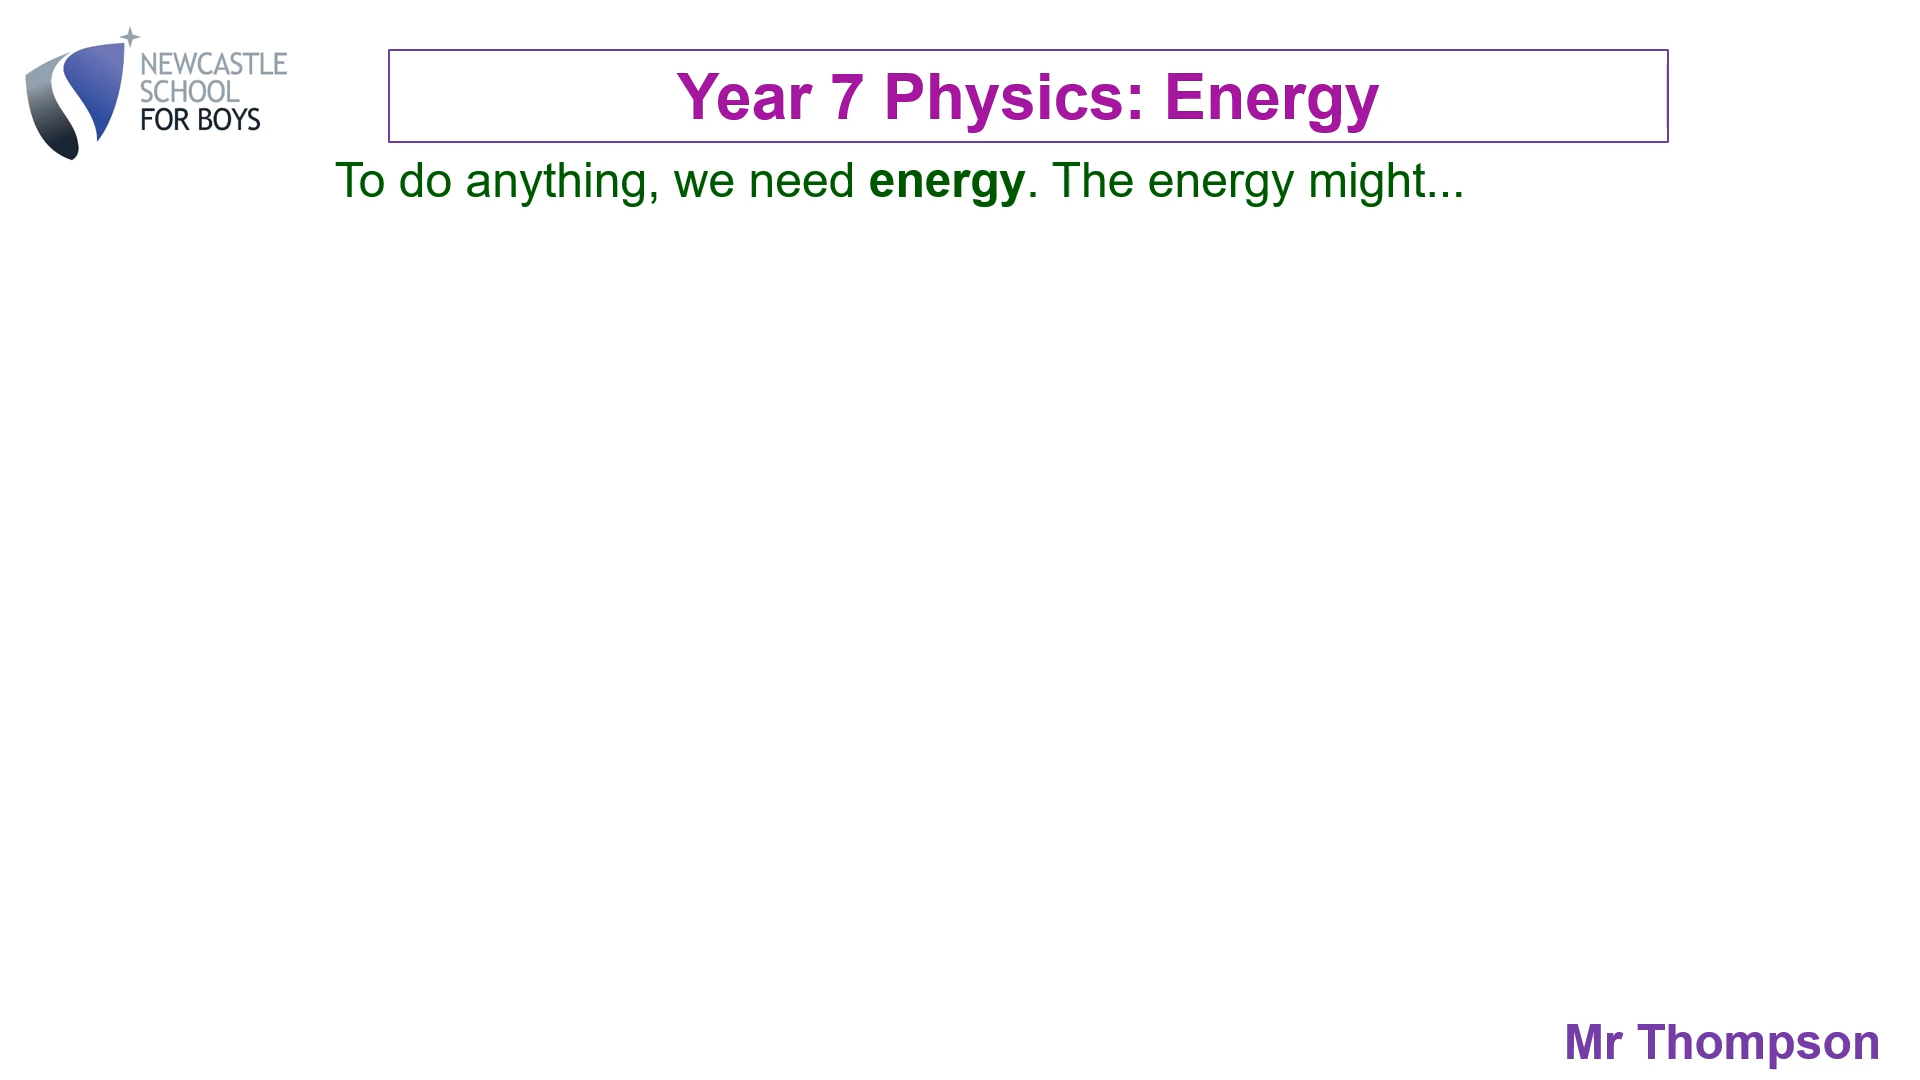 NEWCASTLE
SCHOOL
FOR BOYS
Year 7 Physics: Energy
To do anything, we need energy. The energy might...
Mr Thompson